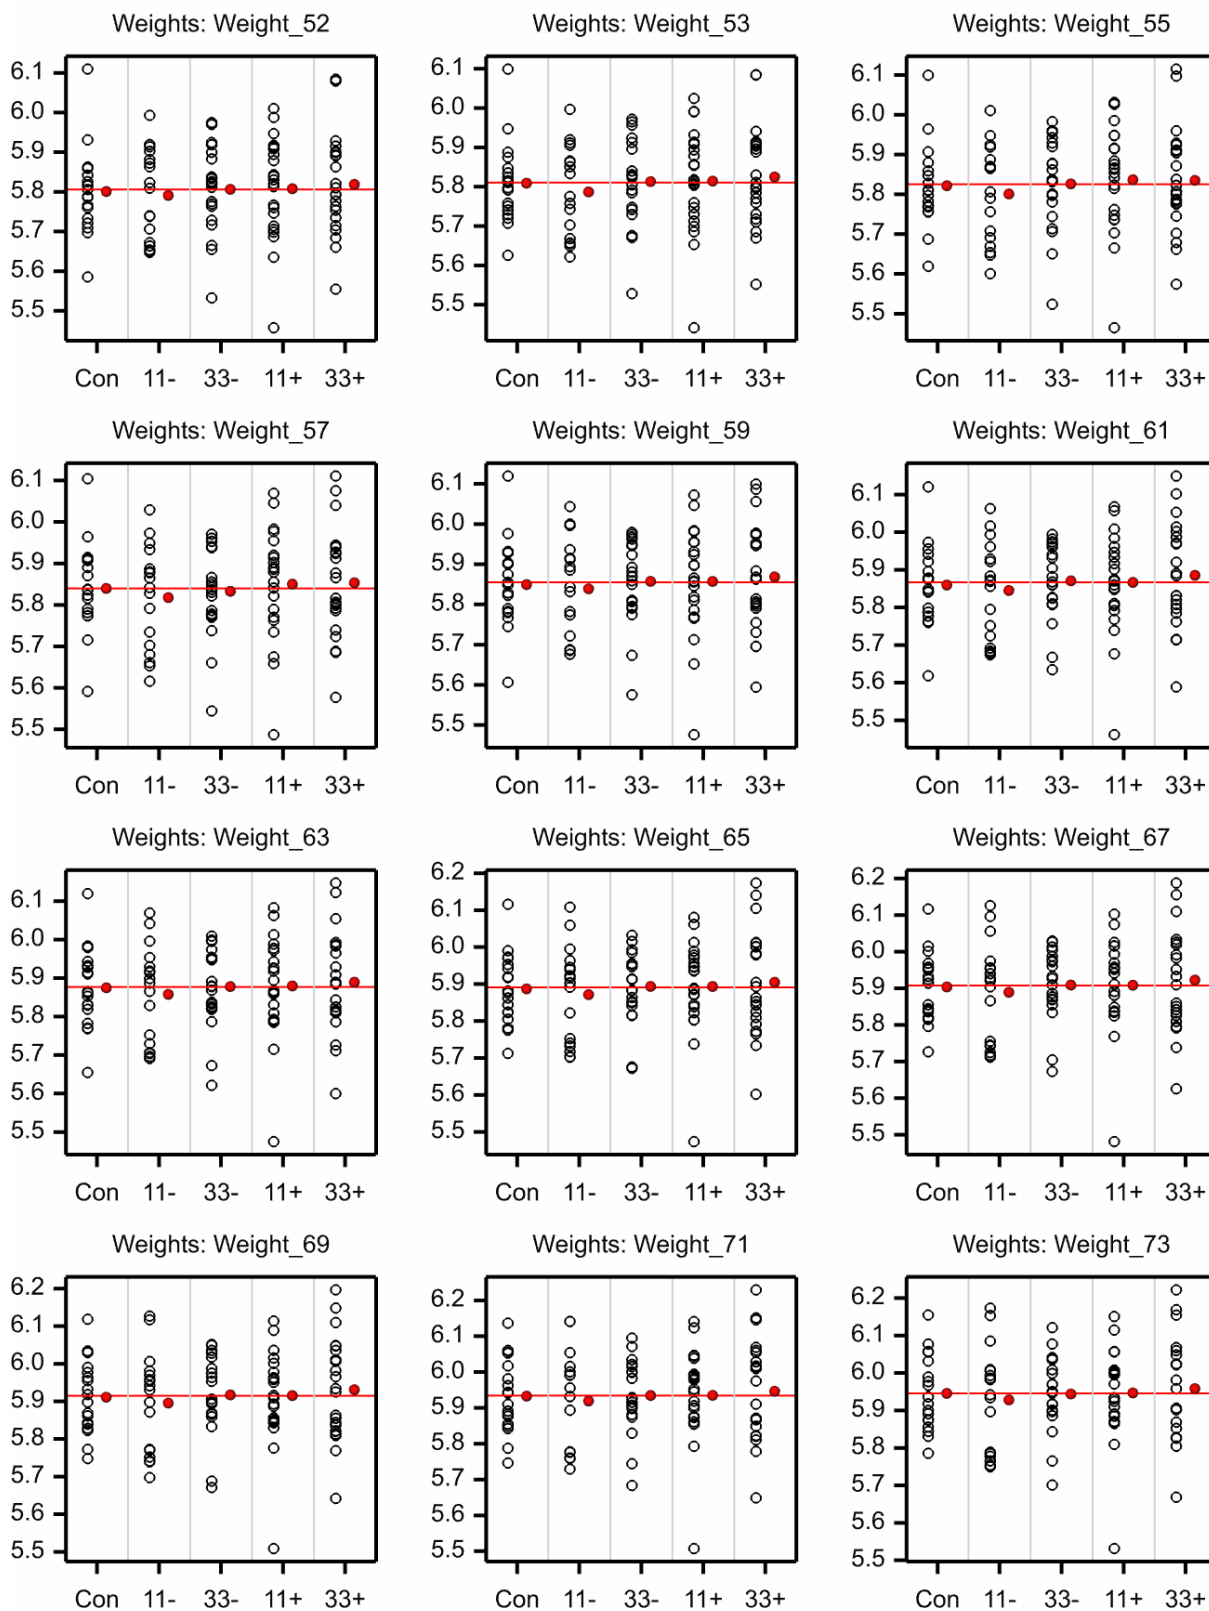 Weights: Weight_52 Weights: Weight_53 Weights: Weight_55
6.1 6.1 6.1
6.0 6.0 6.0
5.9 5.9 5.9
5.8 5.8 5.8
5.7 5.7 5.7
5.6 5.6 5.6
5.5 5.5 5.5
Con 11- 33- 11+ 33+ Con 11- 33- 11+ 33+ Con 11- 33- 11+ 33+
Weights: Weight_57 Weights: Weight_59 Weights: Weight_61
6.1 6.1 6.1
6.0 6.0 6.0
5.9 5.9 5.9
5.8 5.8 5.8
5.7 5.7 5.7
5.6 5.6 5.6
5.5 5.5 5.5
Con 11- 33- 11+ 33+ Con 11- 33- 11+ 33+ Con 11- 33- 11+ 33+
Weights: Weight_63 Weights: Weight_65 Weights: Weight_67
6.2 6.2
6.1 6.1 6.1
6.0 6.0 6.0
5.9 5.9 5.9
5.8 5.8 5.8
5.7 5.7 5.7
5.6 5.6 5.6
5.5 5.5 5.5
Con 11- 33- 11+ 33+ Con 11- 33- 11+ 33+ Con 11- 33- 11+ 33+
Weights: Weight_69 Weights: Weight_71 Weights: Weight_73
6.2 6.2 6.2
6.1 6.1 6.1
6.0 6.0 6.0
5.9 5.9 5.9
5.8 5.8 5.8
5.7 5.7 5.7
5.6 5.6 5.6
5.5 5.5 5.5
Con 11- 33- 11+ 33+ Con 11- 33- 11+ 33+ Con 11- 33- 11+ 33+